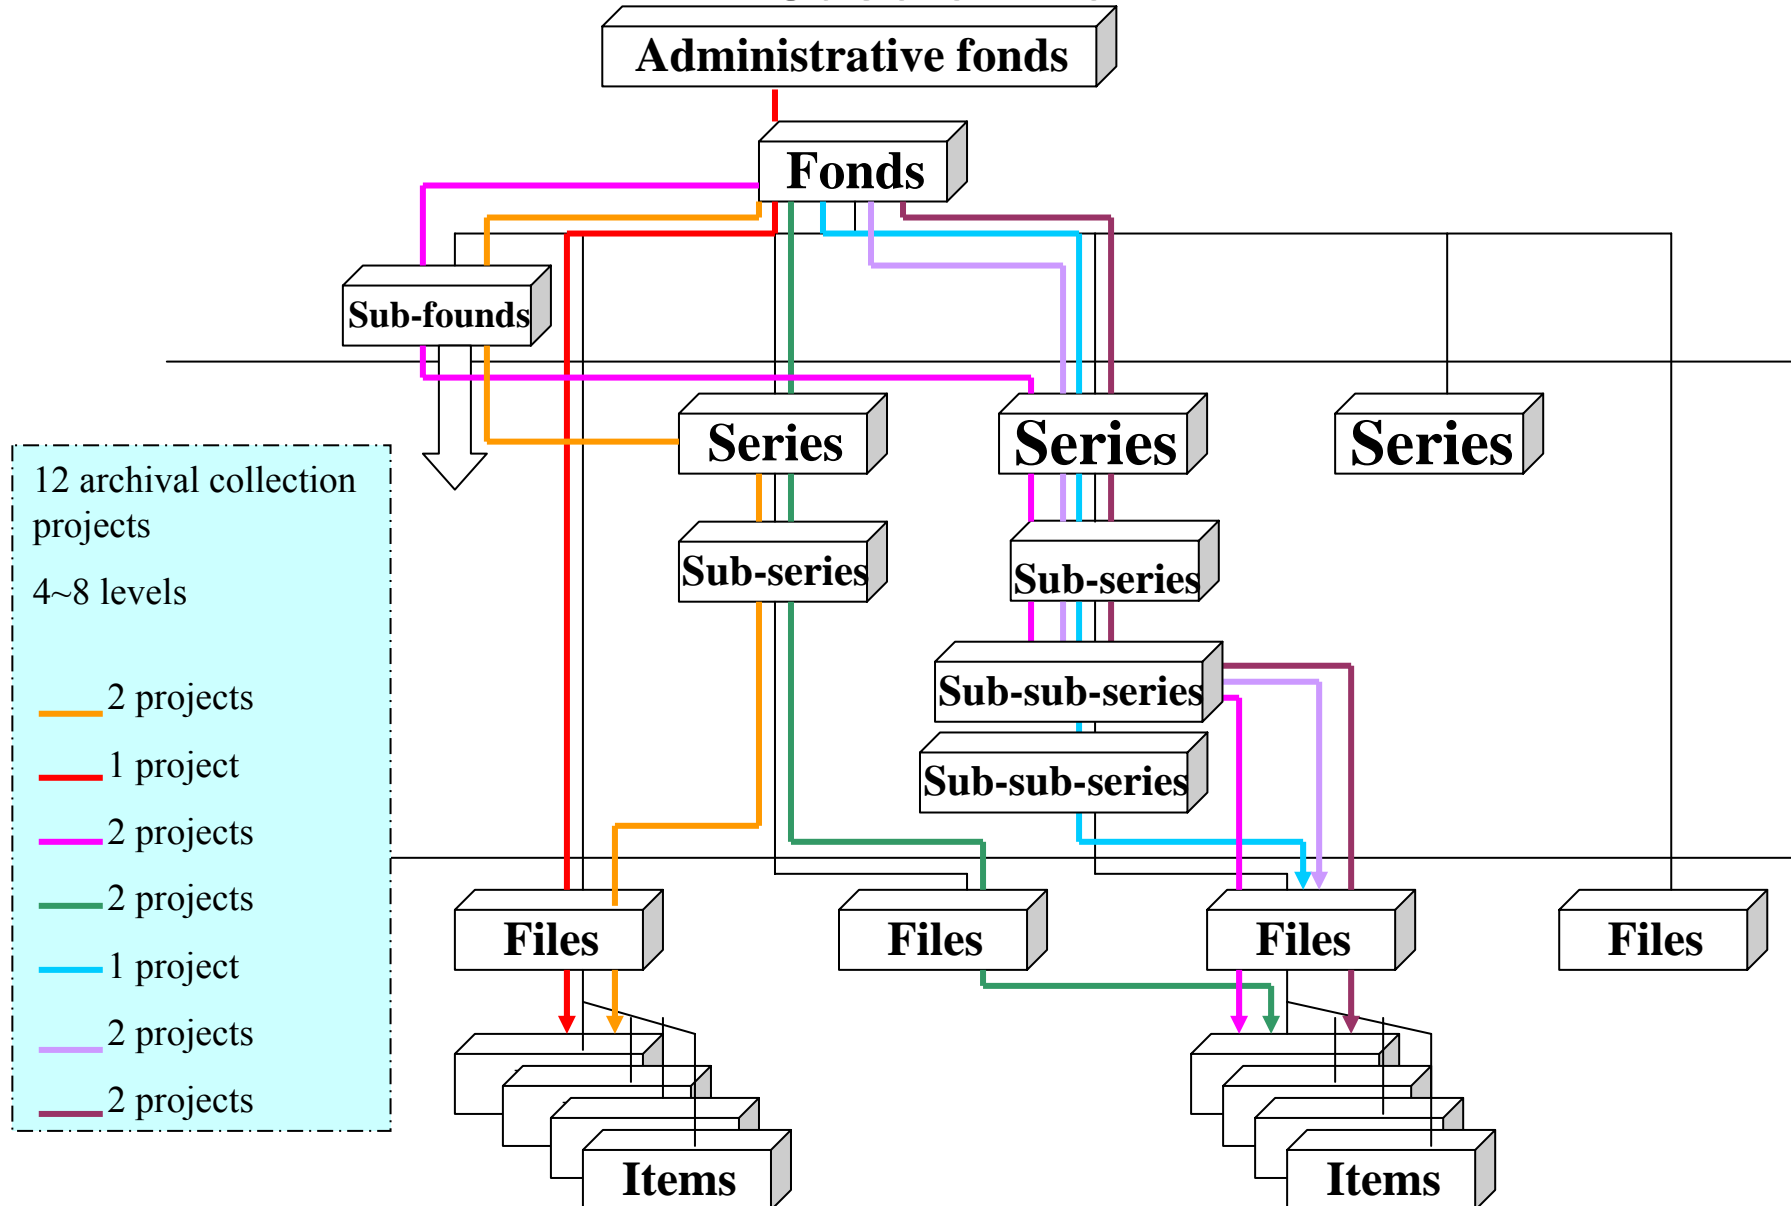 Administrative fonds
Fonds
Sub-founds
Series
Series
Series
12 archival collection
projects
4~8 levels
2 projects
1 project
2 projects
2 projects
1 project
2 projects
2 projects
Sub-series
Sub-series
Sub-sub-series
Sub-sub-series
Files
Files
Files
Files
Items
Items